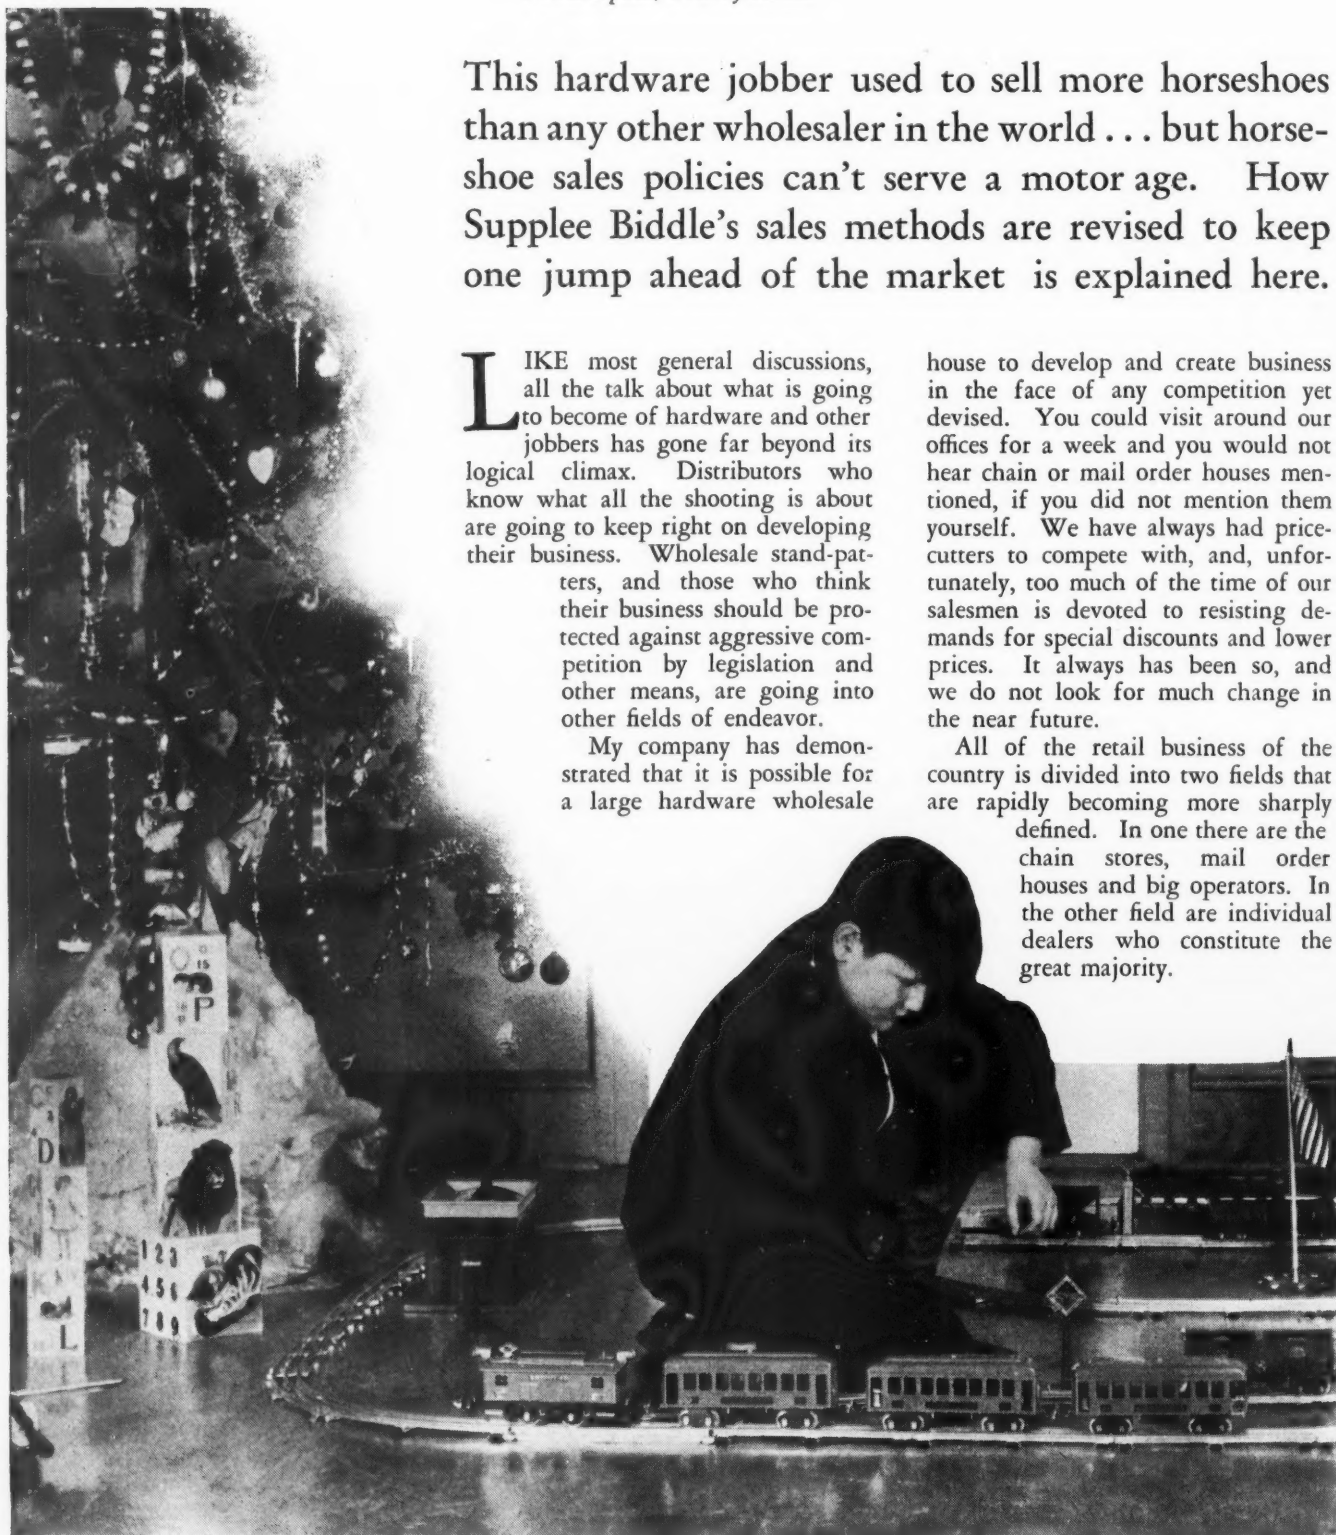 This hardware jobber used to sell more horseshoes
than any other wholesaler in the world ... but horse-
shoe sales policies can't serve a motor age. How
Supplee Biddle's sales methods are revised to keep
one jump ahead of the market is explained here.
LIKE most general discussions,
all the talk about what is going
to become of hardware and other
jobbers has gone far beyond its
logical climax. Distributors who
know what all the shooting is about
are going to keep right on developing
their business. Wholesale stand-pat-
ters, and those who think
their business should be pro-
tected against aggressive com-
petition by legislation and
other means, are going into
other fields of endeavor.
My company has demon-
strated that it is possible for
a large hardware wholesale
house to develop and create business
in the face of any competition yet
devised. You could visit around our
offices for a week and you would not
hear chain or mail order houses men-
tioned, if you did not mention them
yourself. We have always had price-
cutters to compete with, and, unfor-
tunately, too much of the time of our
salesmen is devoted to resisting de-
mands for special discounts and lower
prices. It always has been so, and
we do not look for much change in
the near future.
All of the retail business of the
country is divided into two fields that
are rapidly becoming more sharply
defined. In one there are the
chain stores, mail order
houses and big operators. In
the other field are individual
dealers who constitute the
great majority.
IS
P
D
L
1 2 3
4 5 6
7 8 9